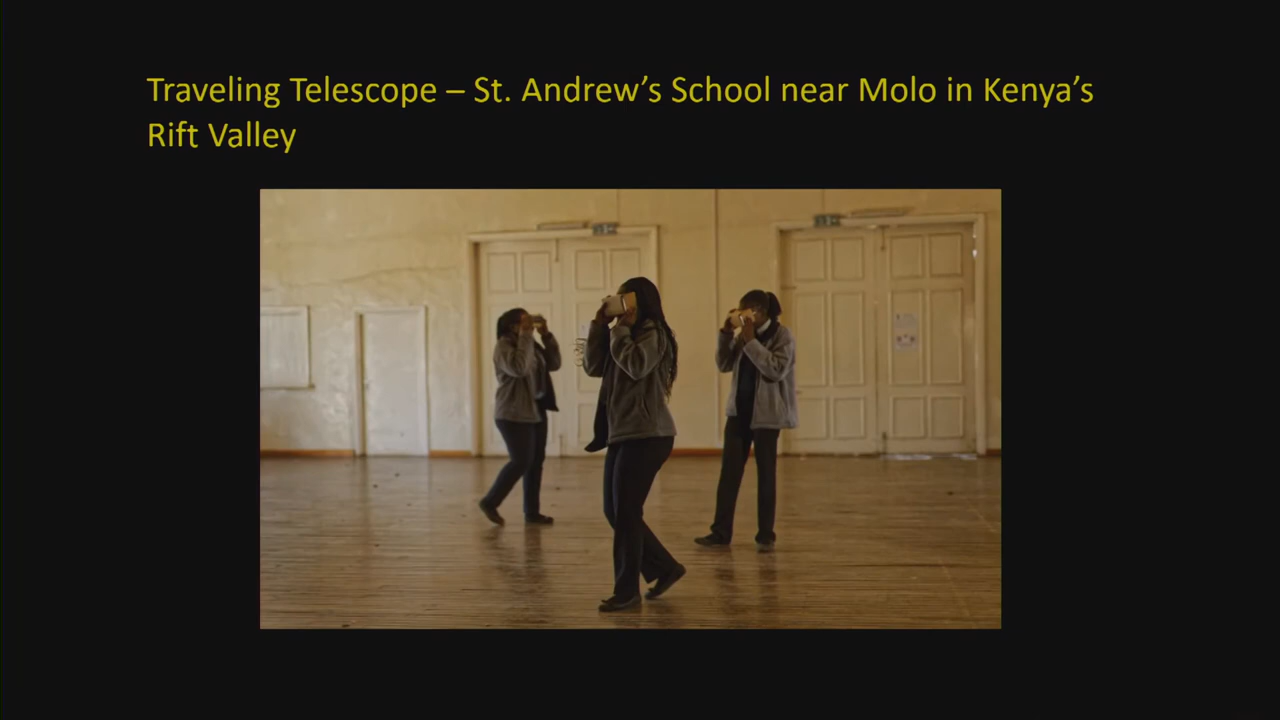 Traveling Telescope – St. Andrew’s School near Molo in Kenya’s
Rift Valley